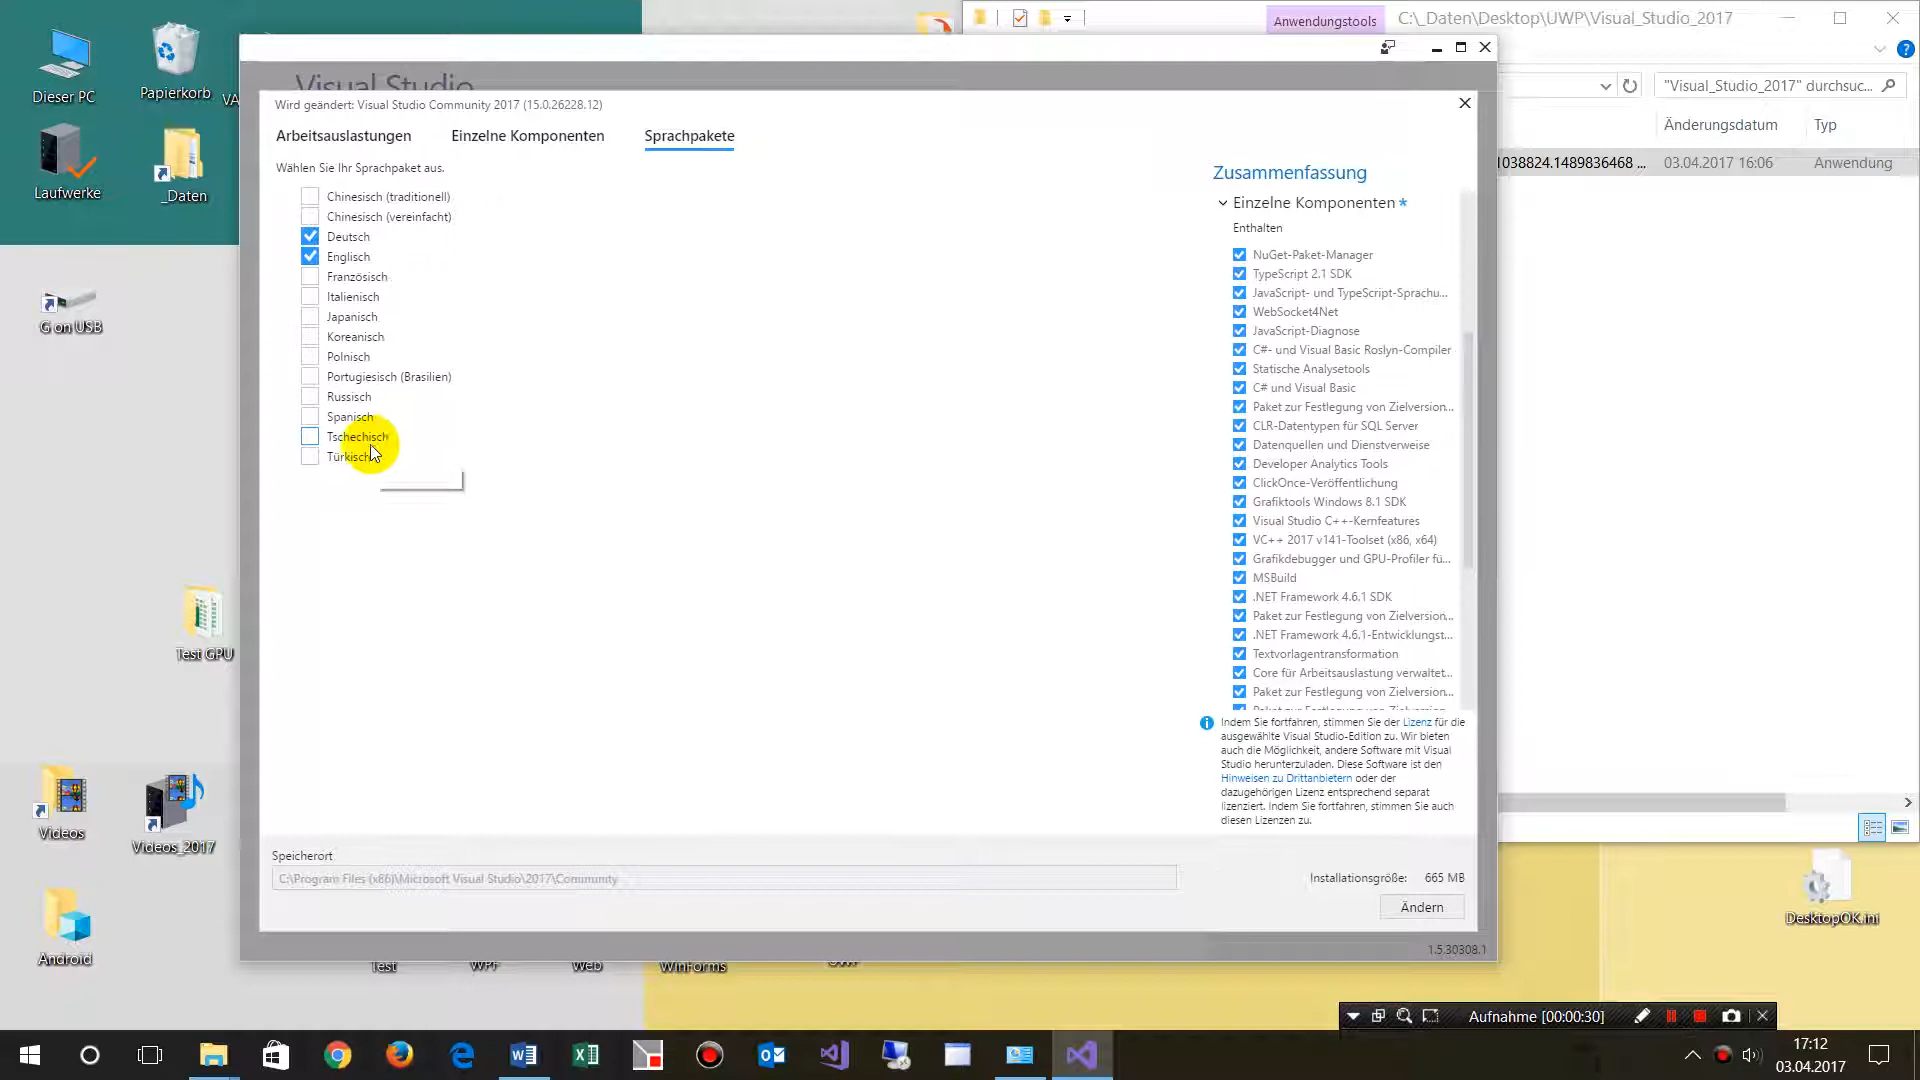 Dieser PC
Papierkorb
VA
Laufwerke
_Daten
G on USB
Test GPU
Videos
Videos_2017
Android
Test
WPF
Web
WinForms
UWP
DesktopOK.ini
Anwendungstools
C:\_Daten\Desktop\UWP\Visual_Studio_2017
"Visual_Studio_2017" durchsuc...
Änderungsdatum
Typ
1038824.1489836468 ...
03.04.2017 16:06
Anwendung
Visual Studio
Wird geändert: Visual Studio Community 2017 (15.0.26228.12)
Arbeitsauslastungen
Einzelne Komponenten
Sprachpakete
Wählen Sie Ihr Sprachpaket aus.
Chinesisch (traditionell)
Chinesisch (vereinfacht)
Deutsch
Englisch
Französisch
Italienisch
Japanisch
Koreanisch
Polnisch
Portugiesisch (Brasilien)
Russisch
Spanisch
Tschechisch
Türkisch
Zusammenfassung
Einzelne Komponenten *
Enthalten
NuGet-Paket-Manager
TypeScript 2.1 SDK
JavaScript- und TypeScript-Sprachu...
WebSocket4Net
JavaScript-Diagnose
C#- und Visual Basic Roslyn-Compiler
Statische Analysetools
C# und Visual Basic
Paket zur Festlegung von Zielversion...
CLR-Datentypen für SQL Server
Datenquellen und Dienstverweise
Developer Analytics Tools
ClickOnce-Veröffentlichung
Grafiktools Windows 8.1 SDK
Visual Studio C++-Kernfeatures
VC++ 2017 v141-Toolset (x86, x64)
Grafikdebugger und GPU-Profiler fü...
MSBuild
.NET Framework 4.6.1 SDK
Paket zur Festlegung von Zielversion...
.NET Framework 4.6.1-Entwicklungst...
Textvorlagentransformation
Core für Arbeitsauslastung verwaltet...
Paket zur Festlegung von Zielversion...
Paket zur Festlegung von Zielversion...
Indem Sie fortfahren, stimmen Sie der Lizenz für die
ausgewählte Visual Studio-Edition zu. Wir bieten
auch die Möglichkeit, andere Software mit Visual
Studio herunterzuladen. Diese Software ist den
Hinweisen zu Drittanbietern oder der
dazugehörigen Lizenz entsprechend separat
lizenziert. Indem Sie fortfahren, stimmen Sie auch
diesen Lizenzen zu.
Speicherort
C:\Program Files (x86)\Microsoft Visual Studio\2017\Community
Installationsgröße: 665 MB
Ändern
1.5.30308.1
Aufnahme [00:00:30]
17:12
03.04.2017